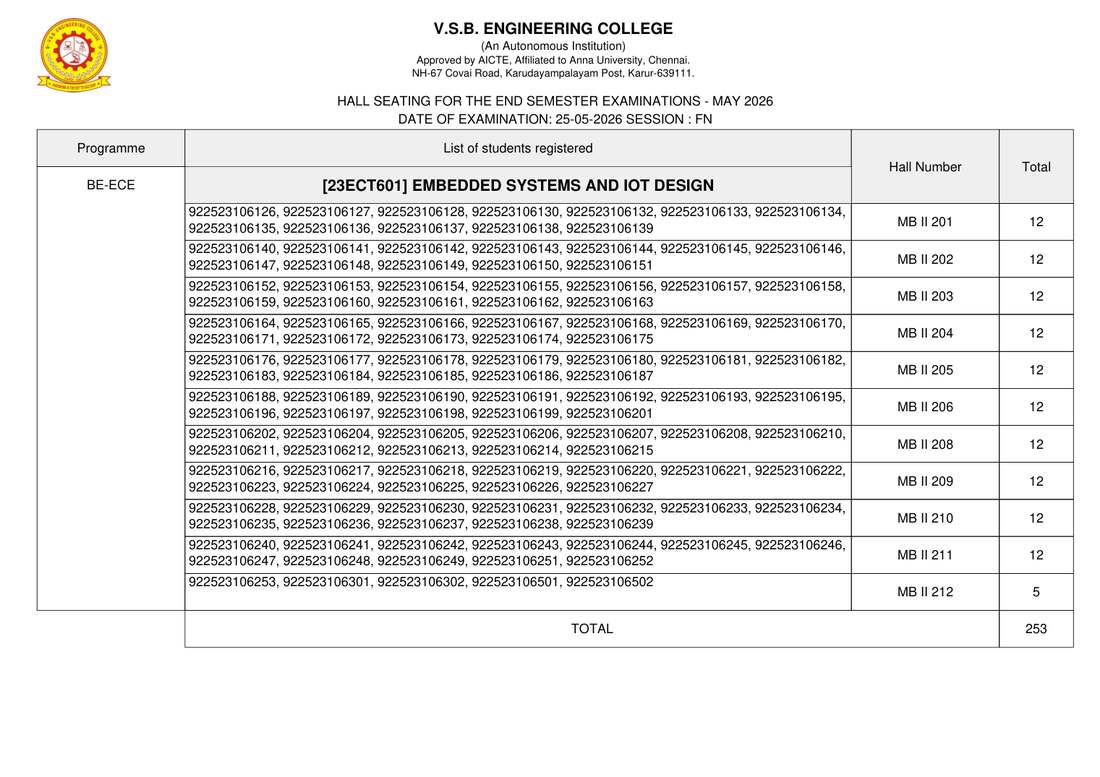 V.S.B. ENGINEERING COLLEGE
(An Autonomous Institution)
Approved by AICTE, Affiliated to Anna University, Chennai.
NH-67 Covai Road, Karudayampalayam Post, Karur-639111.
HALL SEATING FOR THE END SEMESTER EXAMINATIONS - MAY 2026
DATE OF EXAMINATION: 25-05-2026 SESSION : FN
Programme List of students registered Hall Number Total
BE-ECE [23ECT601] EMBEDDED SYSTEMS AND IOT DESIGN
922523106126, 922523106127, 922523106128, 922523106130, 922523106132, 922523106133, 922523106134,
922523106135, 922523106136, 922523106137, 922523106138, 922523106139
MB II 201 12
922523106140, 922523106141, 922523106142, 922523106143, 922523106144, 922523106145, 922523106146,
922523106147, 922523106148, 922523106149, 922523106150, 922523106151
MB II 202 12
922523106152, 922523106153, 922523106154, 922523106155, 922523106156, 922523106157, 922523106158,
922523106159, 922523106160, 922523106161, 922523106162, 922523106163
MB II 203 12
922523106164, 922523106165, 922523106166, 922523106167, 922523106168, 922523106169, 922523106170,
922523106171, 922523106172, 922523106173, 922523106174, 922523106175
MB II 204 12
922523106176, 922523106177, 922523106178, 922523106179, 922523106180, 922523106181, 922523106182,
922523106183, 922523106184, 922523106185, 922523106186, 922523106187
MB II 205 12
922523106188, 922523106189, 922523106190, 922523106191, 922523106192, 922523106193, 922523106195,
922523106196, 922523106197, 922523106198, 922523106199, 922523106201
MB II 206 12
922523106202, 922523106204, 922523106205, 922523106206, 922523106207, 922523106208, 922523106210,
922523106211, 922523106212, 922523106213, 922523106214, 922523106215
MB II 208 12
922523106216, 922523106217, 922523106218, 922523106219, 922523106220, 922523106221, 922523106222,
922523106223, 922523106224, 922523106225, 922523106226, 922523106227
MB II 209 12
922523106228, 922523106229, 922523106230, 922523106231, 922523106232, 922523106233, 922523106234,
922523106235, 922523106236, 922523106237, 922523106238, 922523106239
MB II 210 12
922523106240, 922523106241, 922523106242, 922523106243, 922523106244, 922523106245, 922523106246,
922523106247, 922523106248, 922523106249, 922523106251, 922523106252
MB II 211 12
922523106253, 922523106301, 922523106302, 922523106501, 922523106502
MB II 212 5
TOTAL 253